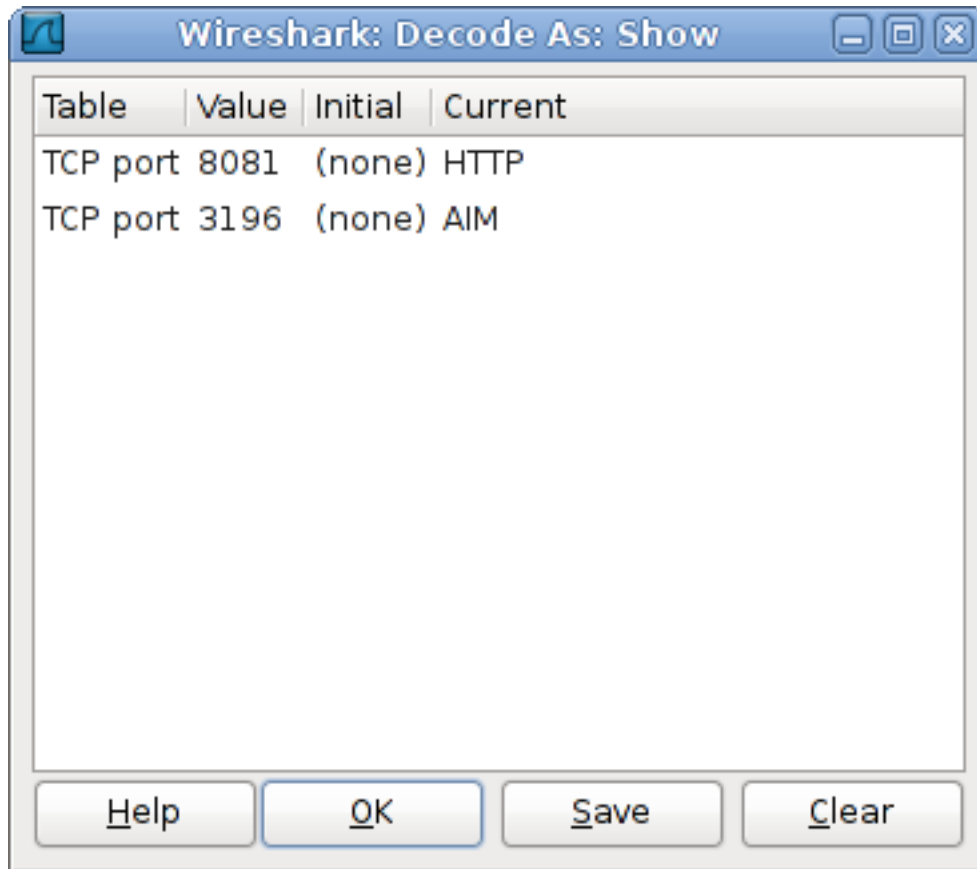 Wireshark: Decode As: Show
Table Value Initial Current
TCP port 8081 (none) HTTP
TCP port 3196 (none) AIM
Help OK Save Clear